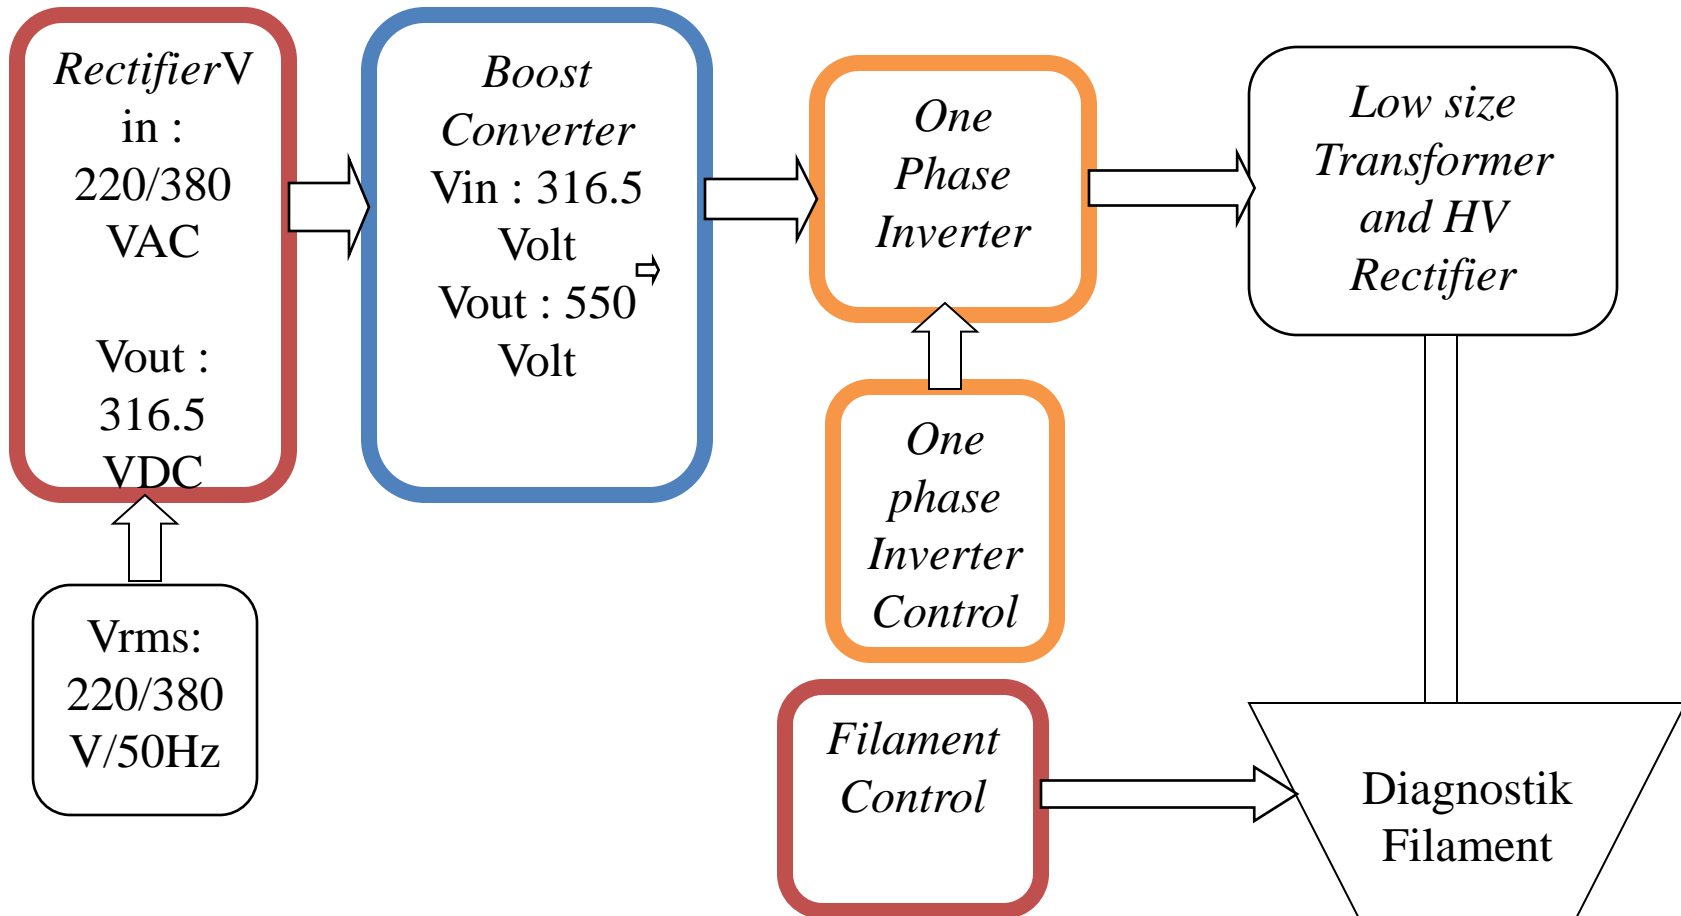 RectifierV
in :
220/380
VAC
Vout :
316.5
VDC
Vrms:
220/380
V/50Hz
Boost
Converter
Vin : 316.5
Volt
Vout : 550
Volt
One
Phase
Inverter
One
phase
Inverter
Control
Filament
Control
Low size
Transformer
and HV
Rectifier
Diagnostik
Filament